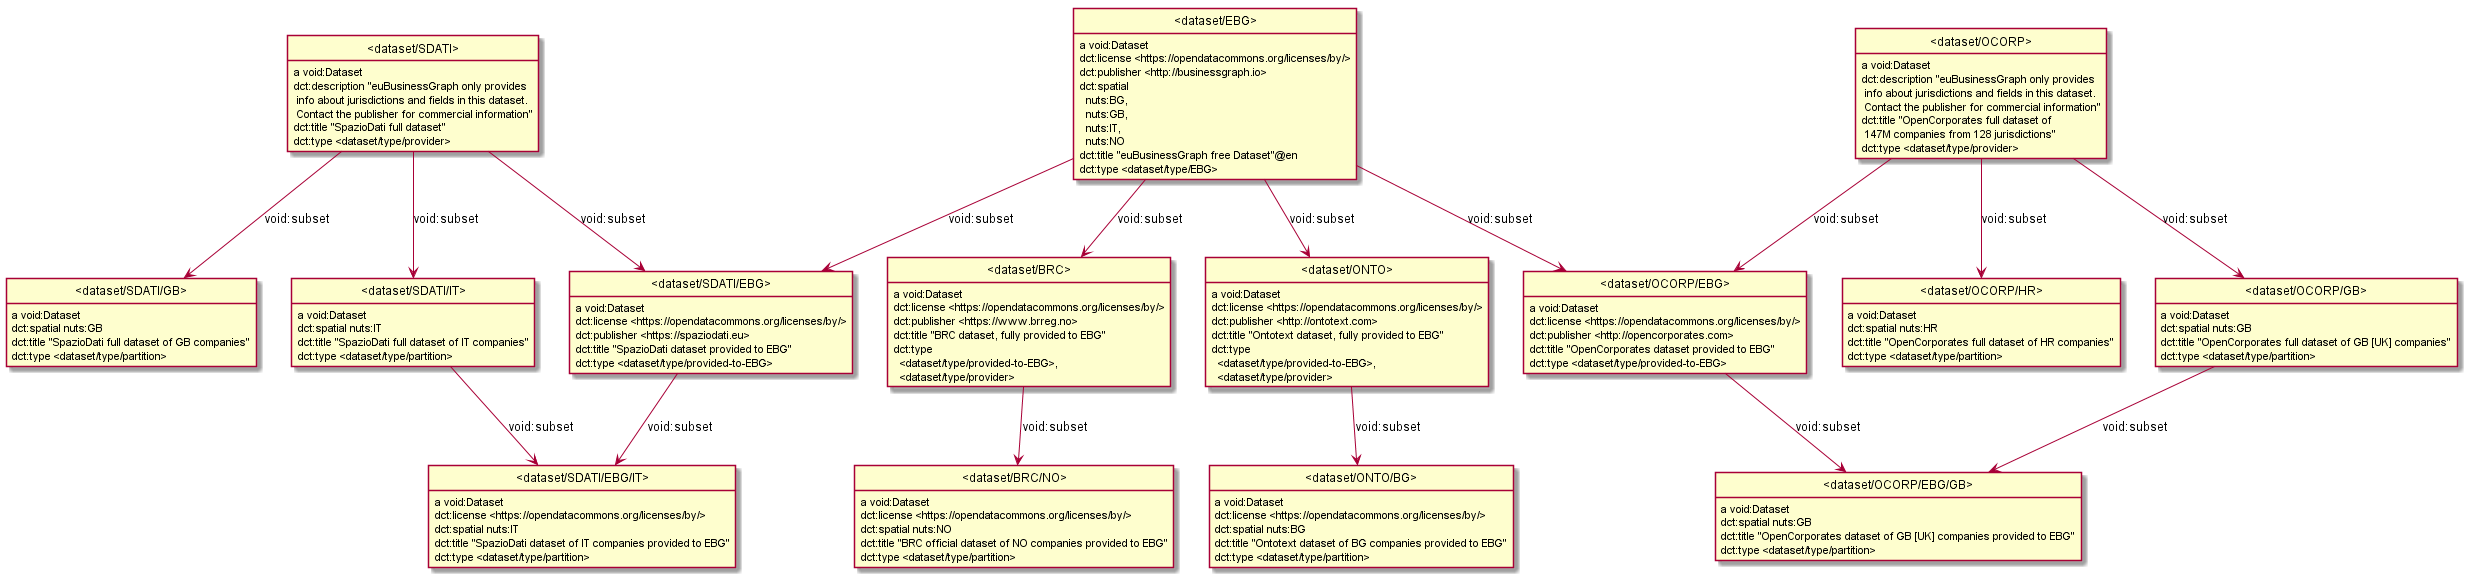 <dataset/EBG>
a void:Dataset
dct:license <https://opendatacommons.org/licenses/by/>
dct:publisher <http://businessgraph.io>
dct:spatial
nuts:BG,
nuts:GB,
nuts:IT,
nuts:NO
dct:title "euBusinessGraph free Dataset"@en
dct:type <dataset/type/EBG>
<dataset/SDATI>
a void:Dataset
dct:description "euBusinessGraph only provides
info about jurisdictions and fields in this dataset.
Contact the publisher for commercial information"
dct:title "SpazioDati full dataset"
dct:type <dataset/type/provider>
<dataset/OCORP>
a void:Dataset
dct:description "euBusinessGraph only provides
info about jurisdictions and fields in this dataset.
Contact the publisher for commercial information"
dct:title "OpenCorporates full dataset of
147M companies from 128 jurisdictions"
dct:type <dataset/type/provider>
void:subset
void:subset
void:subset
void:subset
void:subset
void:subset
void:subset
void:subset
void:subset
void:subset
<dataset/SDATI/GB>
a void:Dataset
dct:spatial nuts:GB
dct:title "SpazioDati full dataset of GB companies"
dct:type <dataset/type/partition>
<dataset/SDATI/IT>
a void:Dataset
dct:spatial nuts:IT
dct:title "SpazioDati full dataset of IT companies"
dct:type <dataset/type/partition>
<dataset/SDATI/EBG>
a void:Dataset
dct:license <https://opendatacommons.org/licenses/by/>
dct:publisher <https://spaziodati.eu>
dct:title "SpazioDati dataset provided to EBG"
dct:type <dataset/type/provided-to-EBG>
<dataset/BRC>
a void:Dataset
dct:license <https://opendatacommons.org/licenses/by/>
dct:publisher <https://www.brreg.no>
dct:title "BRC dataset, fully provided to EBG"
dct:type
<dataset/type/provided-to-EBG>,
<dataset/type/provider>
<dataset/ONTO>
a void:Dataset
dct:license <https://opendatacommons.org/licenses/by/>
dct:publisher <http://ontotext.com>
dct:title "Ontotext dataset, fully provided to EBG"
dct:type
<dataset/type/provided-to-EBG>,
<dataset/type/provider>
<dataset/OCORP/EBG>
a void:Dataset
dct:license <https://opendatacommons.org/licenses/by/>
dct:publisher <http://opencorporates.com>
dct:title "OpenCorporates dataset provided to EBG"
dct:type <dataset/type/provided-to-EBG>
<dataset/OCORP/HR>
a void:Dataset
dct:spatial nuts:HR
dct:title "OpenCorporates full dataset of HR companies"
dct:type <dataset/type/partition>
<dataset/OCORP/GB>
a void:Dataset
dct:spatial nuts:GB
dct:title "OpenCorporates full dataset of GB [UK] companies"
dct:type <dataset/type/partition>
void:subset
void:subset
void:subset
void:subset
void:subset
void:subset
<dataset/SDATI/EBG/IT>
a void:Dataset
dct:license <https://opendatacommons.org/licenses/by/>
dct:spatial nuts:IT
dct:title "SpazioDati dataset of IT companies provided to EBG"
dct:type <dataset/type/partition>
<dataset/BRC/NO>
a void:Dataset
dct:license <https://opendatacommons.org/licenses/by/>
dct:spatial nuts:NO
dct:title "BRC official dataset of NO companies provided to EBG"
dct:type <dataset/type/partition>
<dataset/ONTO/BG>
a void:Dataset
dct:license <https://opendatacommons.org/licenses/by/>
dct:spatial nuts:BG
dct:title "Ontotext dataset of BG companies provided to EBG"
dct:type <dataset/type/partition>
<dataset/OCORP/EBG/GB>
a void:Dataset
dct:spatial nuts:GB
dct:title "OpenCorporates dataset of GB [UK] companies provided to EBG"
dct:type <dataset/type/partition>